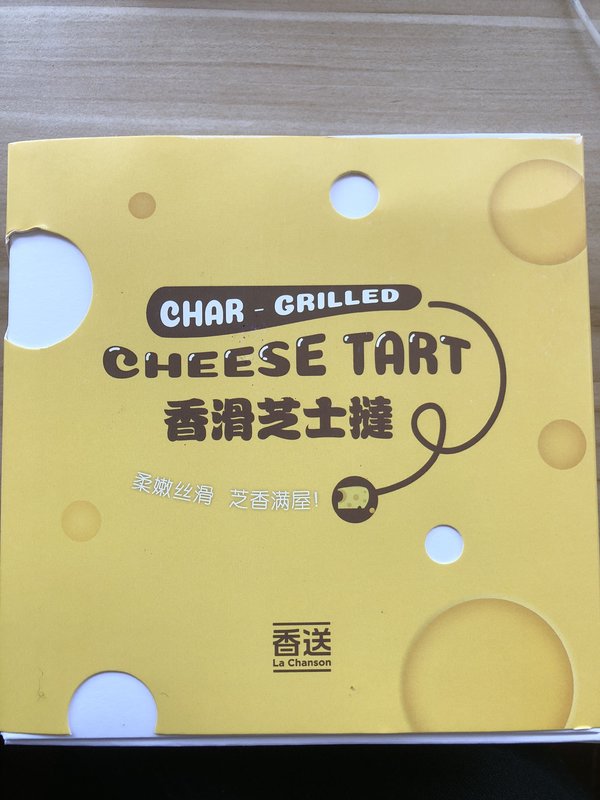 CHAR - GRILLED
CHEESE TART
香滑芝士撻
柔嫩丝滑 芝香满屋!
香送
La Chanson